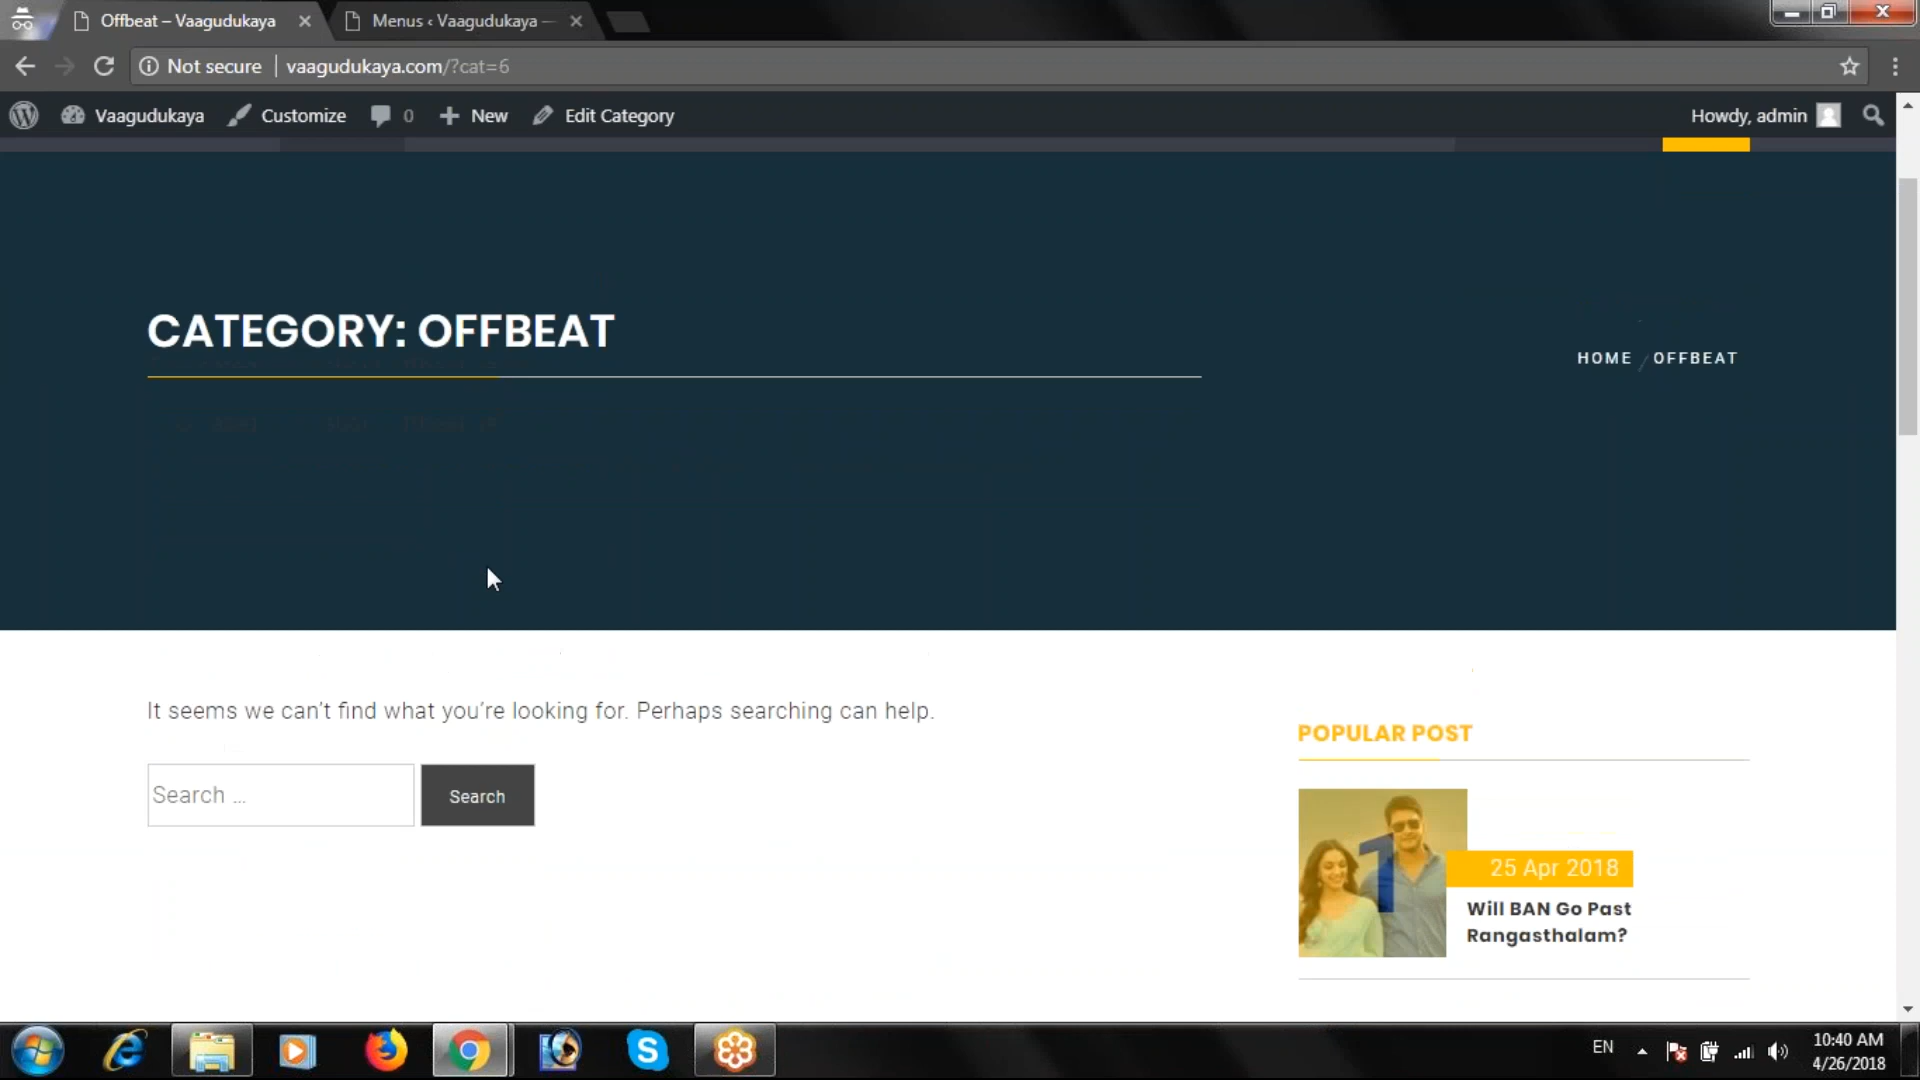 Offbeat – Vaagudukaya
Menus ‹ Vaagudukaya —
Not secure | vaagudukaya.com/?cat=6
Vaagudukaya Customize 0 New Edit Category Howdy, admin
CATEGORY: OFFBEAT
HOME / OFFBEAT
It seems we can’t find what you’re looking for. Perhaps searching can help.
Search …
Search
POPULAR POST
1
25 Apr 2018
Will BAN Go Past
Rangasthalam?
EN
10:40 AM
4/26/2018